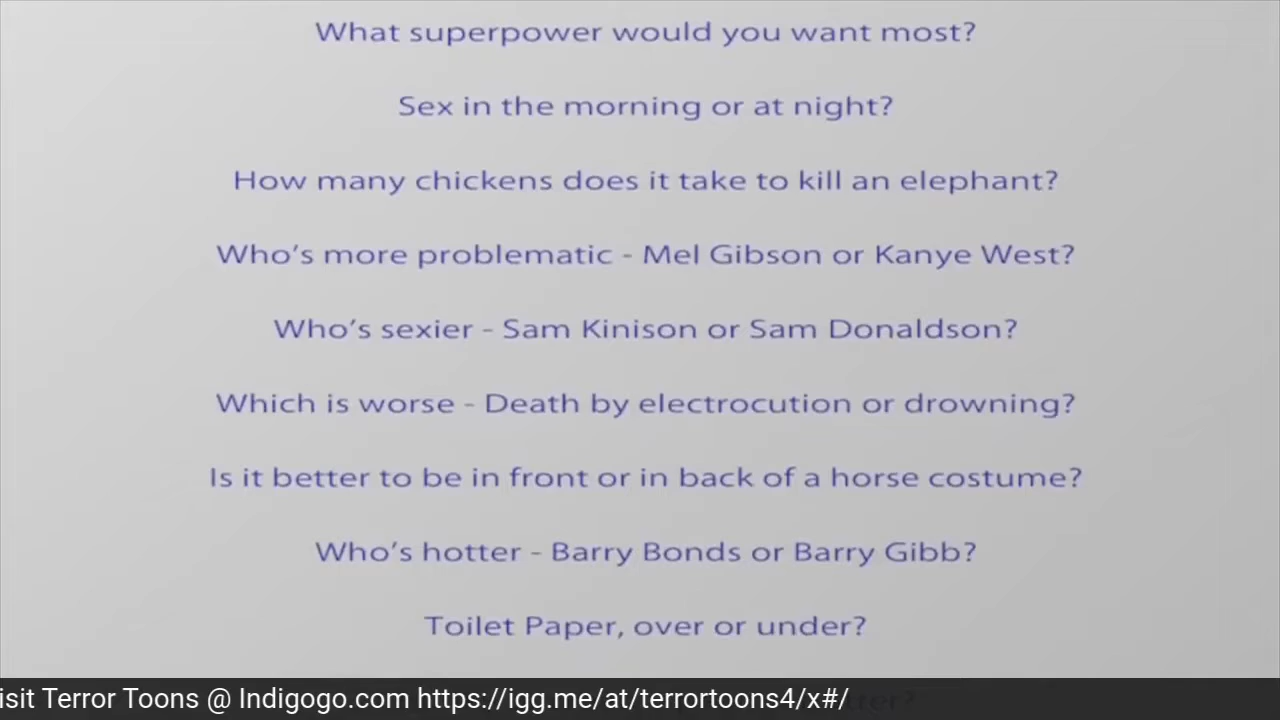 What superpower would you want most?
Sex in the morning or at night?
How many chickens does it take to kill an elephant?
Who's more problematic - Mel Gibson or Kanye West?
Who's sexier - Sam Kinison or Sam Donaldson?
Which is worse - Death by electrocution or drowning?
Is it better to be in front or in back of a horse costume?
Who's hotter - Barry Bonds or Barry Gibb?
Toilet Paper, over or under?
isit Terror Toons @ Indigogo.com https://igg.me/at/terrortoons4/x#/